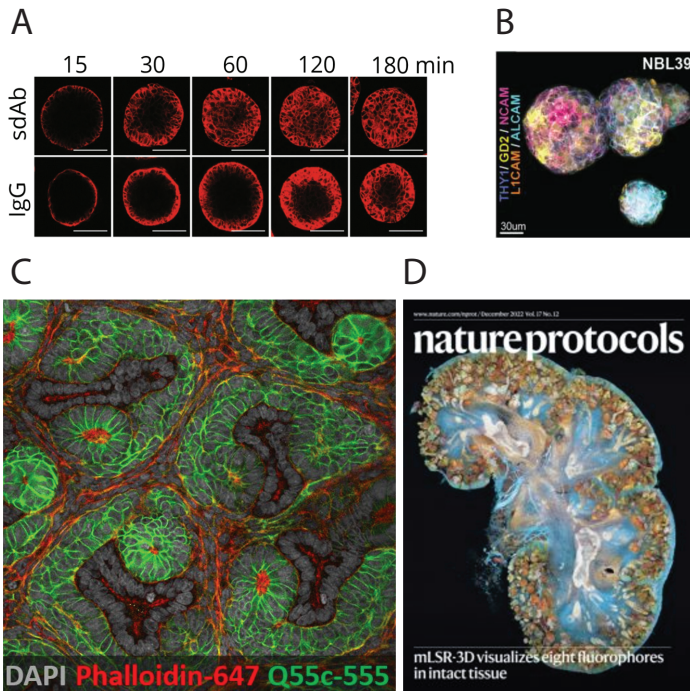 A
15 30 60 120 180 min
sdAb
IgG
B
NBL39
THY1/ GD2 / NCAM
L1CAM / ALCAM
30um
C
DAPI Phalloidin-647 Q55c-555
D
www.nature.com/nprot / December 2022 Vol. 17 No. 12
nature protocols
mLSR-3D visualizes eight fluorophores
in intact tissue